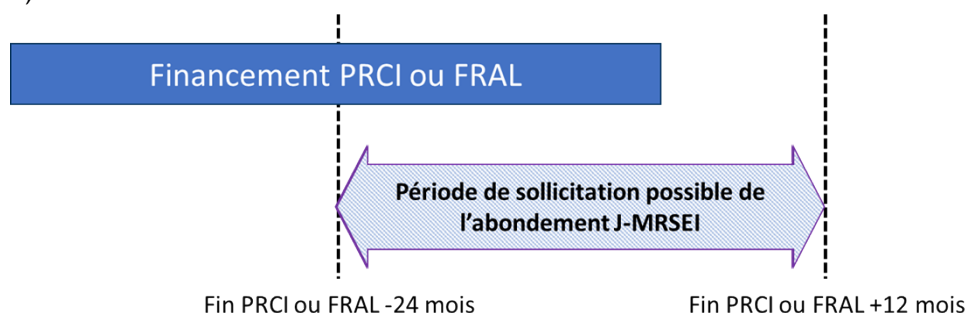 Financement PRCI ou FRAL
Période de sollicitation possible de
l'abondement J-MRSEI
Fin PRCI ou FRAL -24 mois
Fin PRCI ou FRAL +12 mois